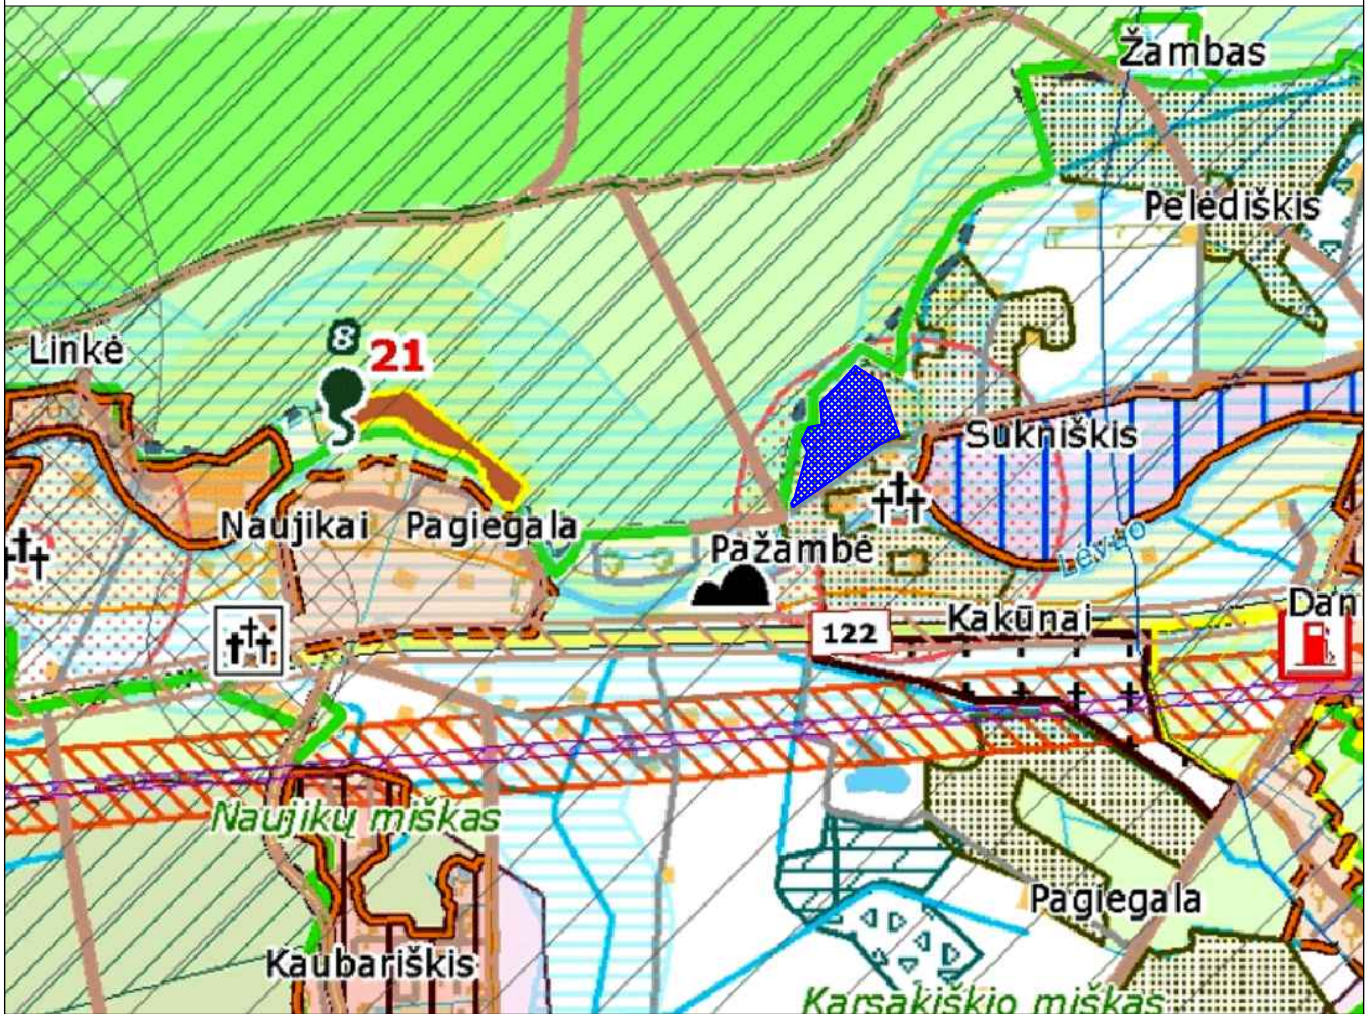 Žambas
Pelėdiškis
Linkė
8
21
Sukniškis
Naujikai
Pagiegala
Pažambė
Lėvuo
122
Kakūnai
Dan
Naujikų miškas
Pagiegala
Kaubariškis
Karsakiškio miškas